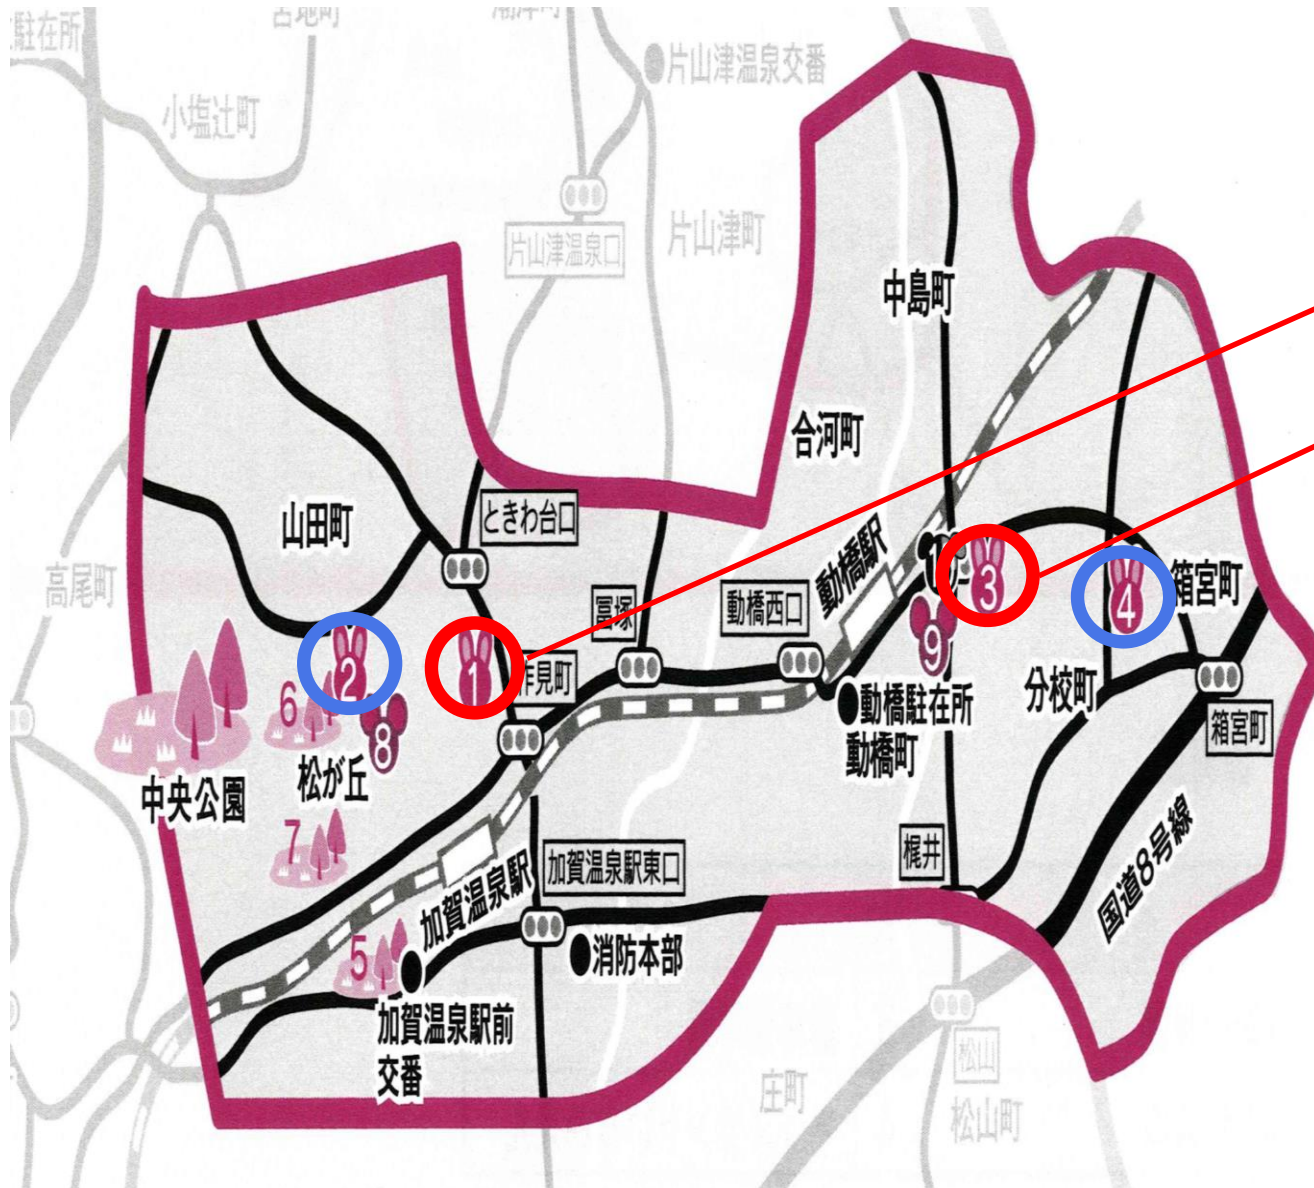 駐在所
小塩辻町
片山津温泉交番
片山津温泉口
片山津町
中島町
合河町
ときわ台口
山田町
高尾町
冨塚
動橋西口
動橋駅
3
4
箱宮町
2
1
作見町
9
6
8
松が丘
中央公園
7
分校町
動橋駐在所
動橋町
箱宮町
加賀温泉駅
加賀温泉駅東口
梶井
国道8号線
5
消防本部
加賀温泉駅前
交番
松山
庄町
松山町